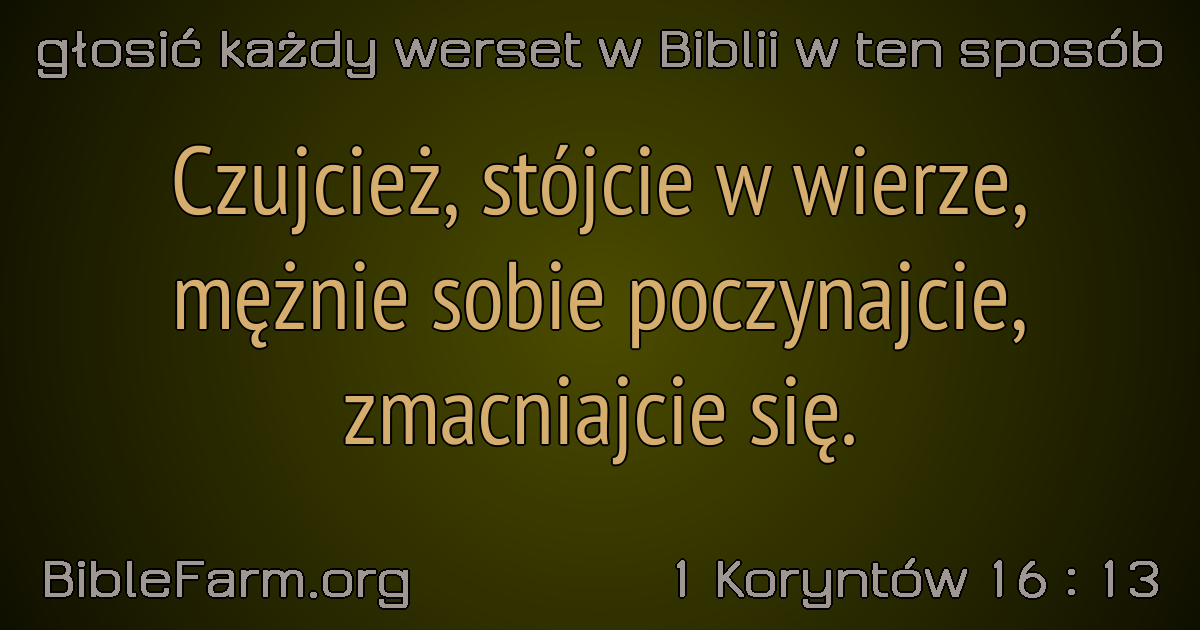 głosić każdy werset w Biblii w ten sposób
Czujcież, stójcie w wierze,
mężnie sobie poczynajcie,
zmacniajcie się.
BibleFarm.org
1 Koryntów 16 : 13